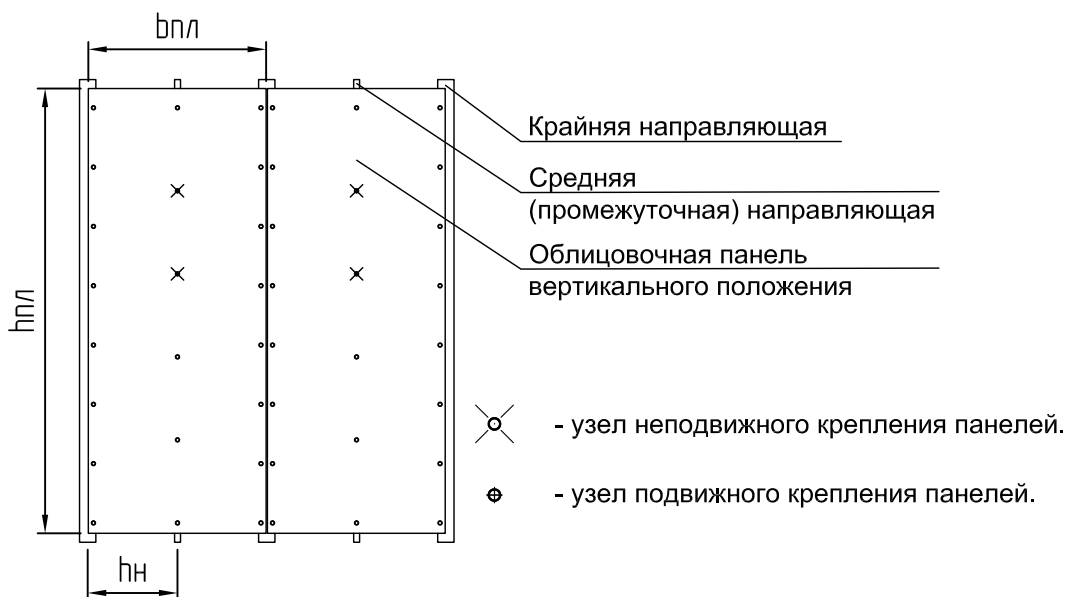 bпл
Крайняя направляющая
Средняя
(промежуточная) направляющая
Облицовочная панель
вертикального положения
hпл
- узел неподвижного крепления панелей.
- узел подвижного крепления панелей.
hн